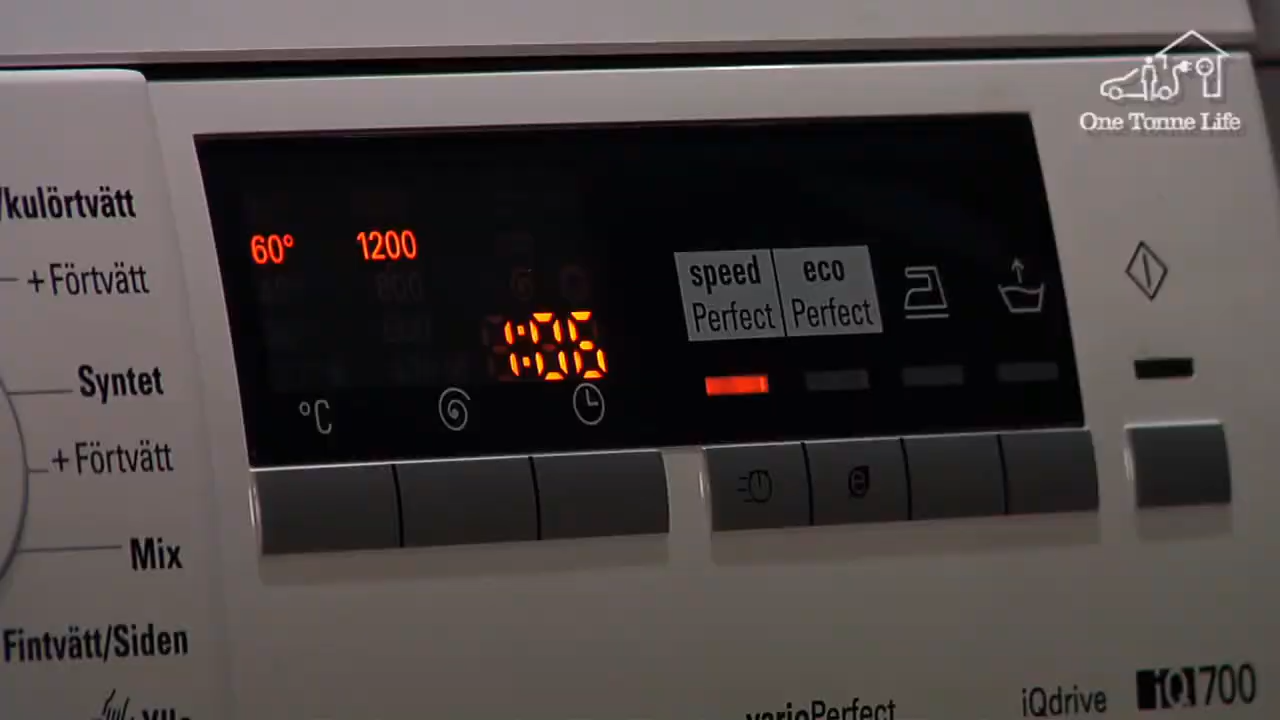 One Tonne Life
/kulörtvätt
+ Förtvätt
Syntet
+ Förtvätt
Mix
Fintvätt/Siden
60° 1200
1:06
°C
speed
Perfect
eco
Perfect
e
varioPerfect
iQdrive
iQ700